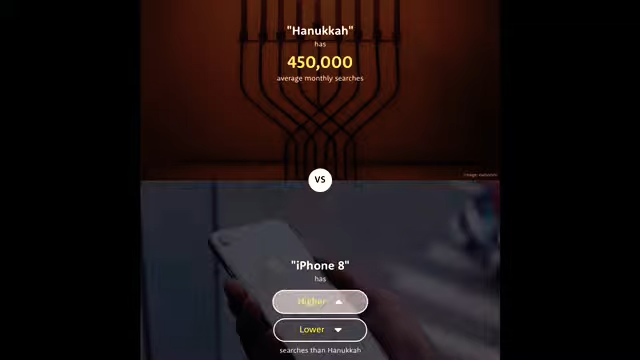 "Hanukkah"
has
450,000
average monthly searches
VS
"iPhone 8"
has
Higher
Lower
searches than Hanukkah